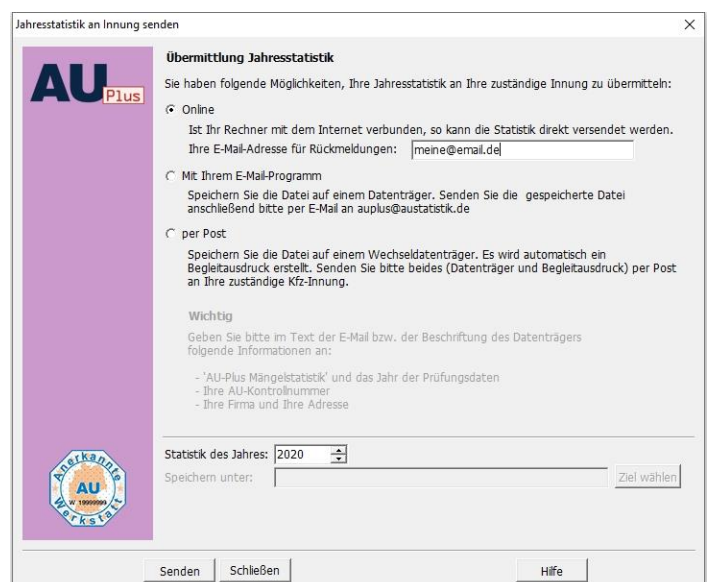 Jahresstatistik an Innung senden
AU
Plus
Übermittlung Jahresstatistik
Sie haben folgende Möglichkeiten, Ihre Jahresstatistik an Ihre zuständige Innung zu übermitteln:
Online
Ist Ihr Rechner mit dem Internet verbunden, so kann die Statistik direkt versendet werden.
Ihre E-Mail-Adresse für Rückmeldungen: meine@email.de
Mit Ihrem E-Mail-Programm
Speichern Sie die Datei auf einem Datenträger. Senden Sie die gespeicherte Datei
anschließend bitte per E-Mail an auplus@austatistik.de
per Post
Speichern Sie die Datei auf einem Wechseldatenträger. Es wird automatisch ein
Begleitausdruck erstellt. Senden Sie bitte beides (Datenträger und Begleitausdruck) per Post
an Ihre zuständige Kfz-Innung.
Wichtig
Geben Sie bitte im Text der E-Mail bzw. der Beschriftung des Datenträgers
folgende Informationen an:
- 'AU-Plus Mängelstatistik' und das Jahr der Prüfungsdaten
- Ihre AU-Kontrollnummer
- Ihre Firma und Ihre Adresse
Anerkannte
AU
W 19999999
Werkstatt
Statistik des Jahres: 2020
Speichern unter: Ziel wählen
Senden Schließen Hilfe